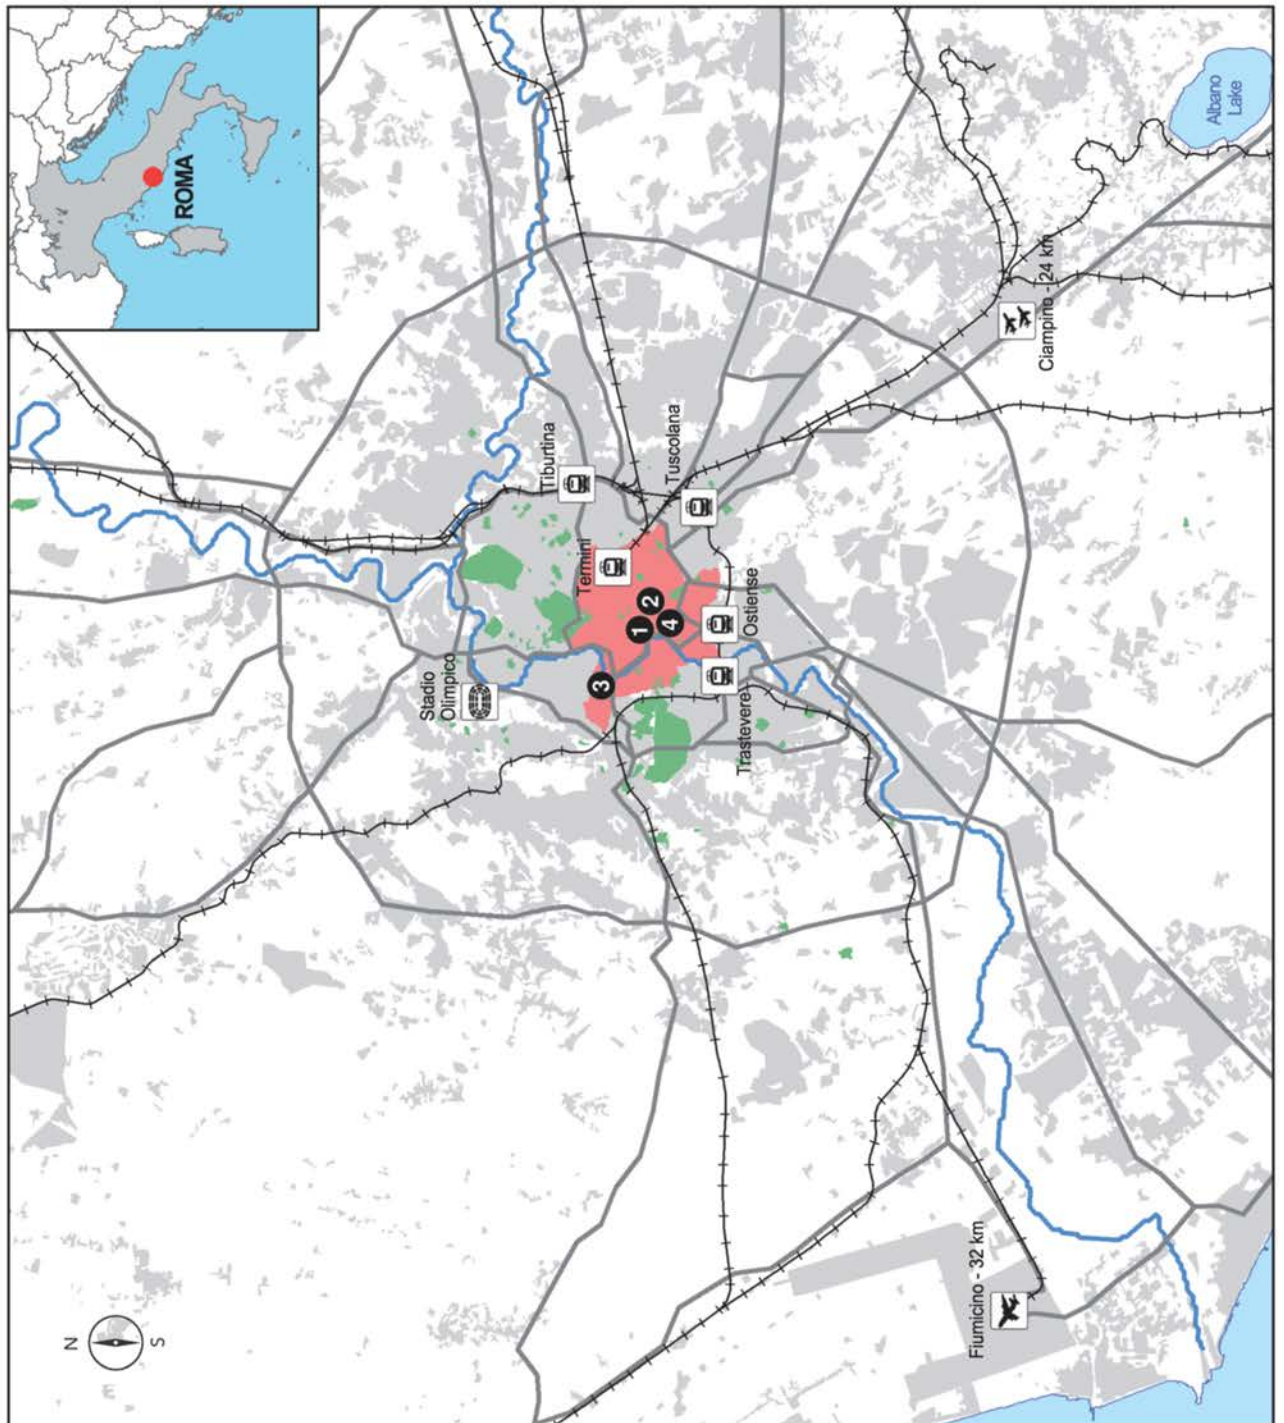 ROMA
Albano
Lake
Ciampino - 24 km
Tiburtina
Tuscolana
Termini
Stadio
Olimpico
1
2
3
4
Ostiense
Trastevere
Fiumicino - 32 km
N
S